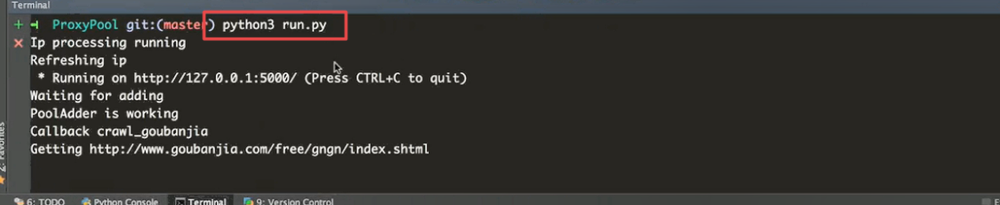 Terminal
ProxyPool git:(master) python3 run.py
Ip processing running
Refreshing ip
* Running on http://127.0.0.1:5000/ (Press CTRL+C to quit)
Waiting for adding
PoolAdder is working
Callback crawl_goubanjia
Getting http://www.goubanjia.com/free/gngn/index.shtml
2: Favorites
6: TODO Python Console Terminal 9: Version Control